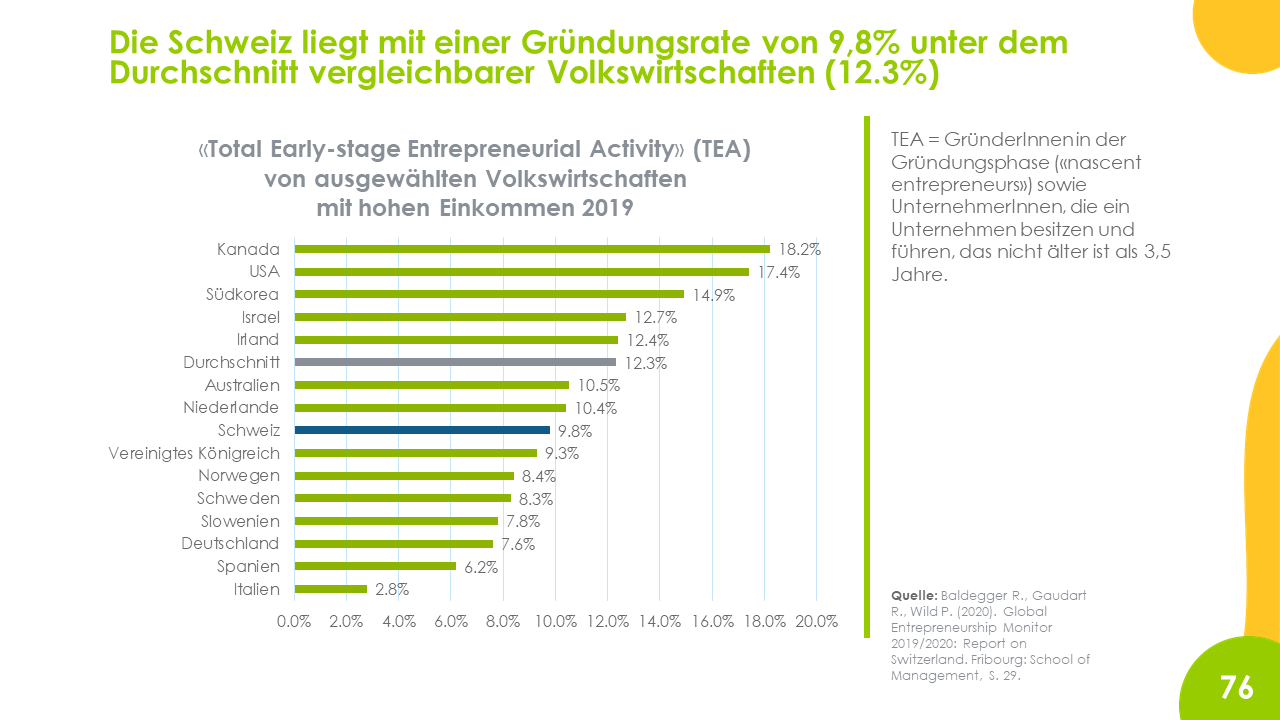 Die Schweiz liegt mit einer Gründungsrate von 9,8% unter dem
Durchschnitt vergleichbarer Volkswirtschaften (12.3%)
«Total Early-stage Entrepreneurial Activity» (TEA)
von ausgewählten Volkswirtschaften
mit hohen Einkommen 2019
Kanada 18.2%
USA 17.4%
Südkorea 14.9%
Israel 12.7%
Irland 12.4%
Durchschnitt 12.3%
Australien 10.5%
Niederlande 10.4%
Schweiz 9.8%
Vereinigtes Königreich 9.3%
Norwegen 8.4%
Schweden 8.3%
Slowenien 7.8%
Deutschland 7.6%
Spanien 6.2%
Italien 2.8%
0.0% 2.0% 4.0% 6.0% 8.0% 10.0% 12.0% 14.0% 16.0% 18.0% 20.0%
TEA = GründerInnen in der
Gründungsphase («nascent
entrepreneurs») sowie
UnternehmerInnen, die ein
Unternehmen besitzen und
führen, das nicht älter ist als 3,5
Jahre.
Quelle: Baldegger R., Gaudart
R., Wild P. (2020). Global
Entrepreneurship Monitor
2019/2020: Report on
Switzerland. Fribourg: School of
Management, S. 29.
76